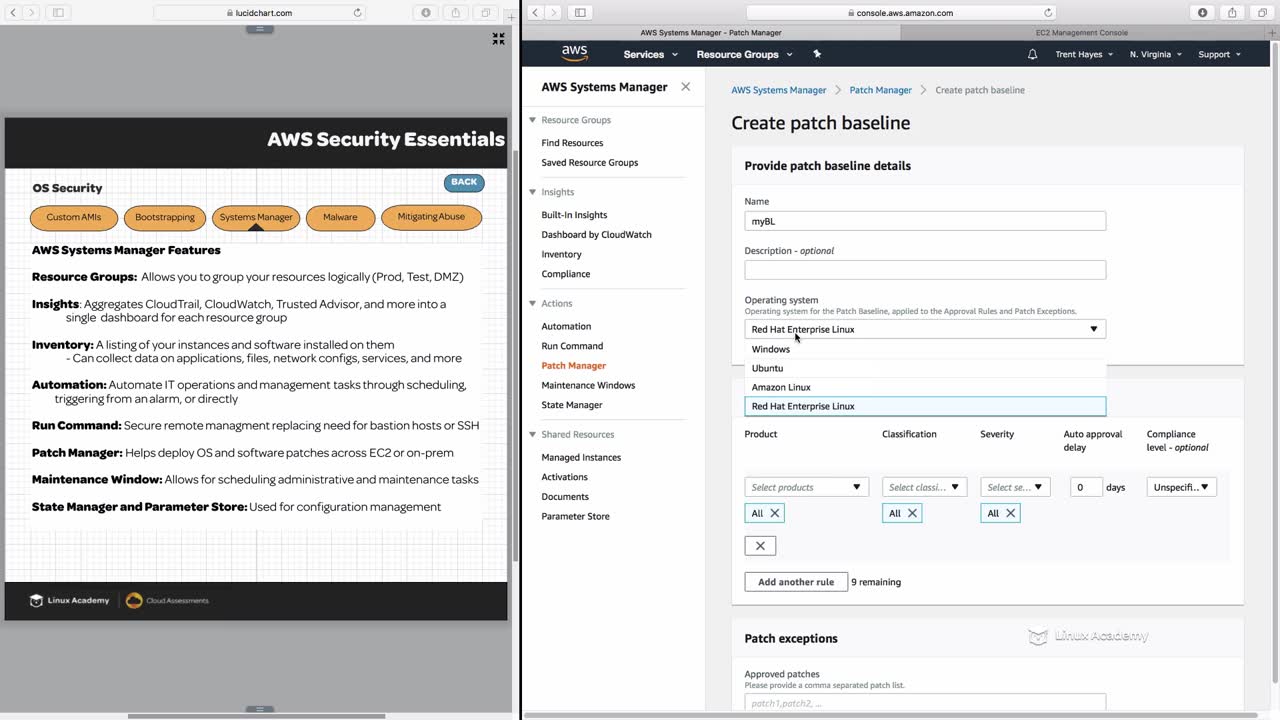 lucidchart.com
AWS Security Essentials
OS Security
BACK
Custom AMIs
Bootstrapping
Systems Manager
Malware
Mitigating Abuse
AWS Systems Manager Features
Resource Groups: Allows you to group your resources logically (Prod, Test, DMZ)
Insights: Aggregates CloudTrail, CloudWatch, Trusted Advisor, and more into a
single dashboard for each resource group
Inventory: A listing of your instances and software installed on them
- Can collect data on applications, files, network configs, services, and more
Automation: Automate IT operations and management tasks through scheduling,
triggering from an alarm, or directly
Run Command: Secure remote managment replacing need for bastion hosts or SSH
Patch Manager: Helps deploy OS and software patches across EC2 or on-prem
Maintenance Window: Allows for scheduling administrative and maintenance tasks
State Manager and Parameter Store: Used for configuration management
Linux Academy
Cloud Assessments
console.aws.amazon.com
AWS Systems Manager - Patch Manager
EC2 Management Console
aws
Services
Resource Groups
Trent Hayes
N. Virginia
Support
AWS Systems Manager
Resource Groups
Find Resources
Saved Resource Groups
Insights
Built-In Insights
Dashboard by CloudWatch
Inventory
Compliance
Actions
Automation
Run Command
Patch Manager
Maintenance Windows
State Manager
Shared Resources
Managed Instances
Activations
Documents
Parameter Store
AWS Systems Manager > Patch Manager > Create patch baseline
Create patch baseline
Provide patch baseline details
Name
myBL
Description - optional
Operating system
Operating system for the Patch Baseline, applied to the Approval Rules and Patch Exceptions.
Red Hat Enterprise Linux
Windows
Ubuntu
Amazon Linux
Red Hat Enterprise Linux
Product
Classification
Severity
Auto approval
delay
Compliance
level - optional
Select products
Select classi...
Select se...
0 days
Unspecifi...
All
All
All
Add another rule
9 remaining
Patch exceptions
Linux Academy
Approved patches
Please provide a comma separated patch list.
patch1,patch2, ...